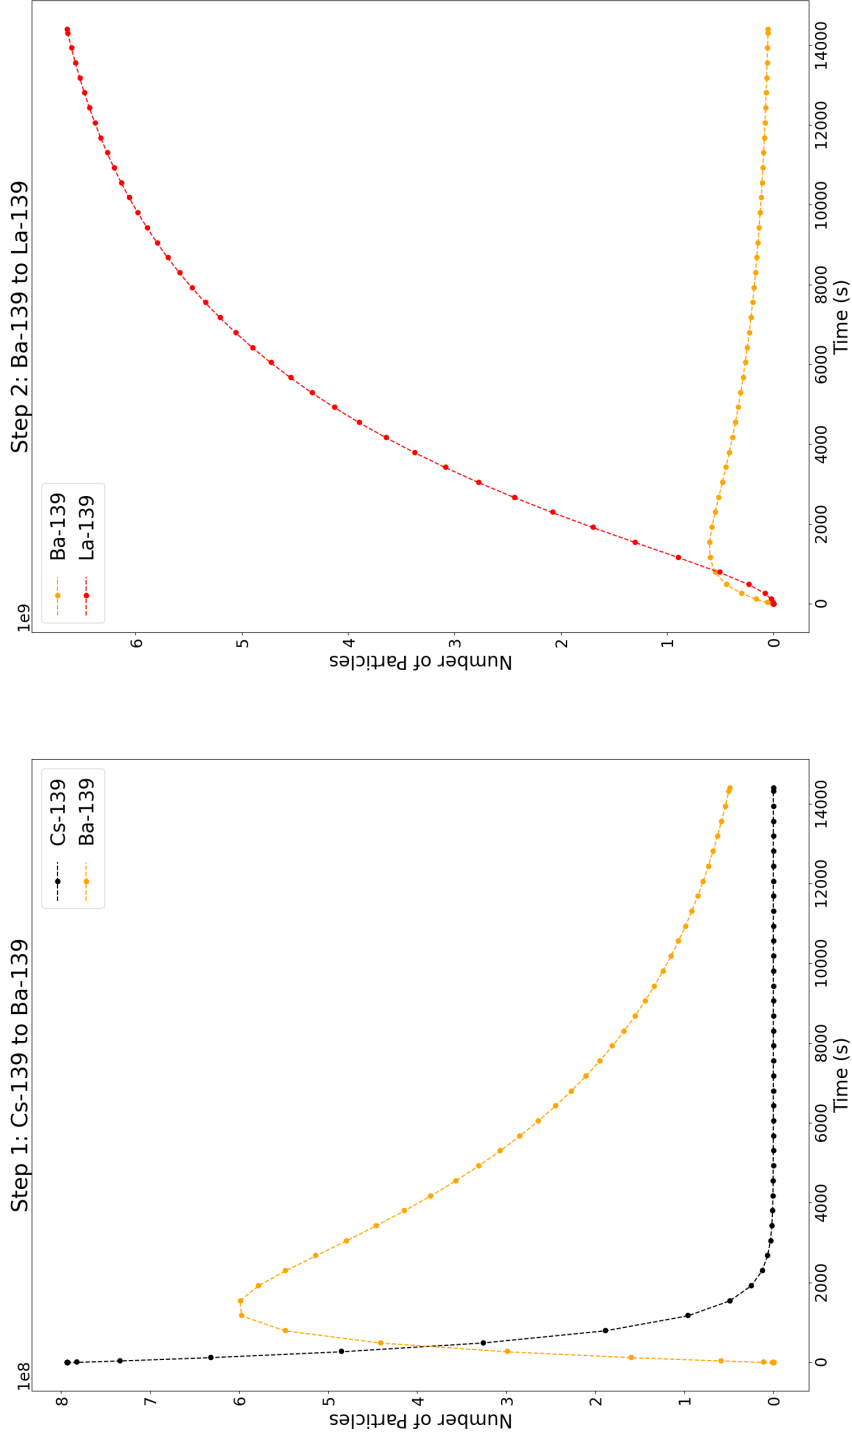 Step 1: Cs-139 to Ba-139
1e8
Number of Particles
8
7
6
5
4
3
2
1
0
Cs-139
Ba-139
0 2000 4000 6000 8000 10000 12000 14000
Time (s)
Step 2: Ba-139 to La-139
1e9
Number of Particles
6
5
4
3
2
1
0
Ba-139
La-139
0 2000 4000 6000 8000 10000 12000 14000
Time (s)